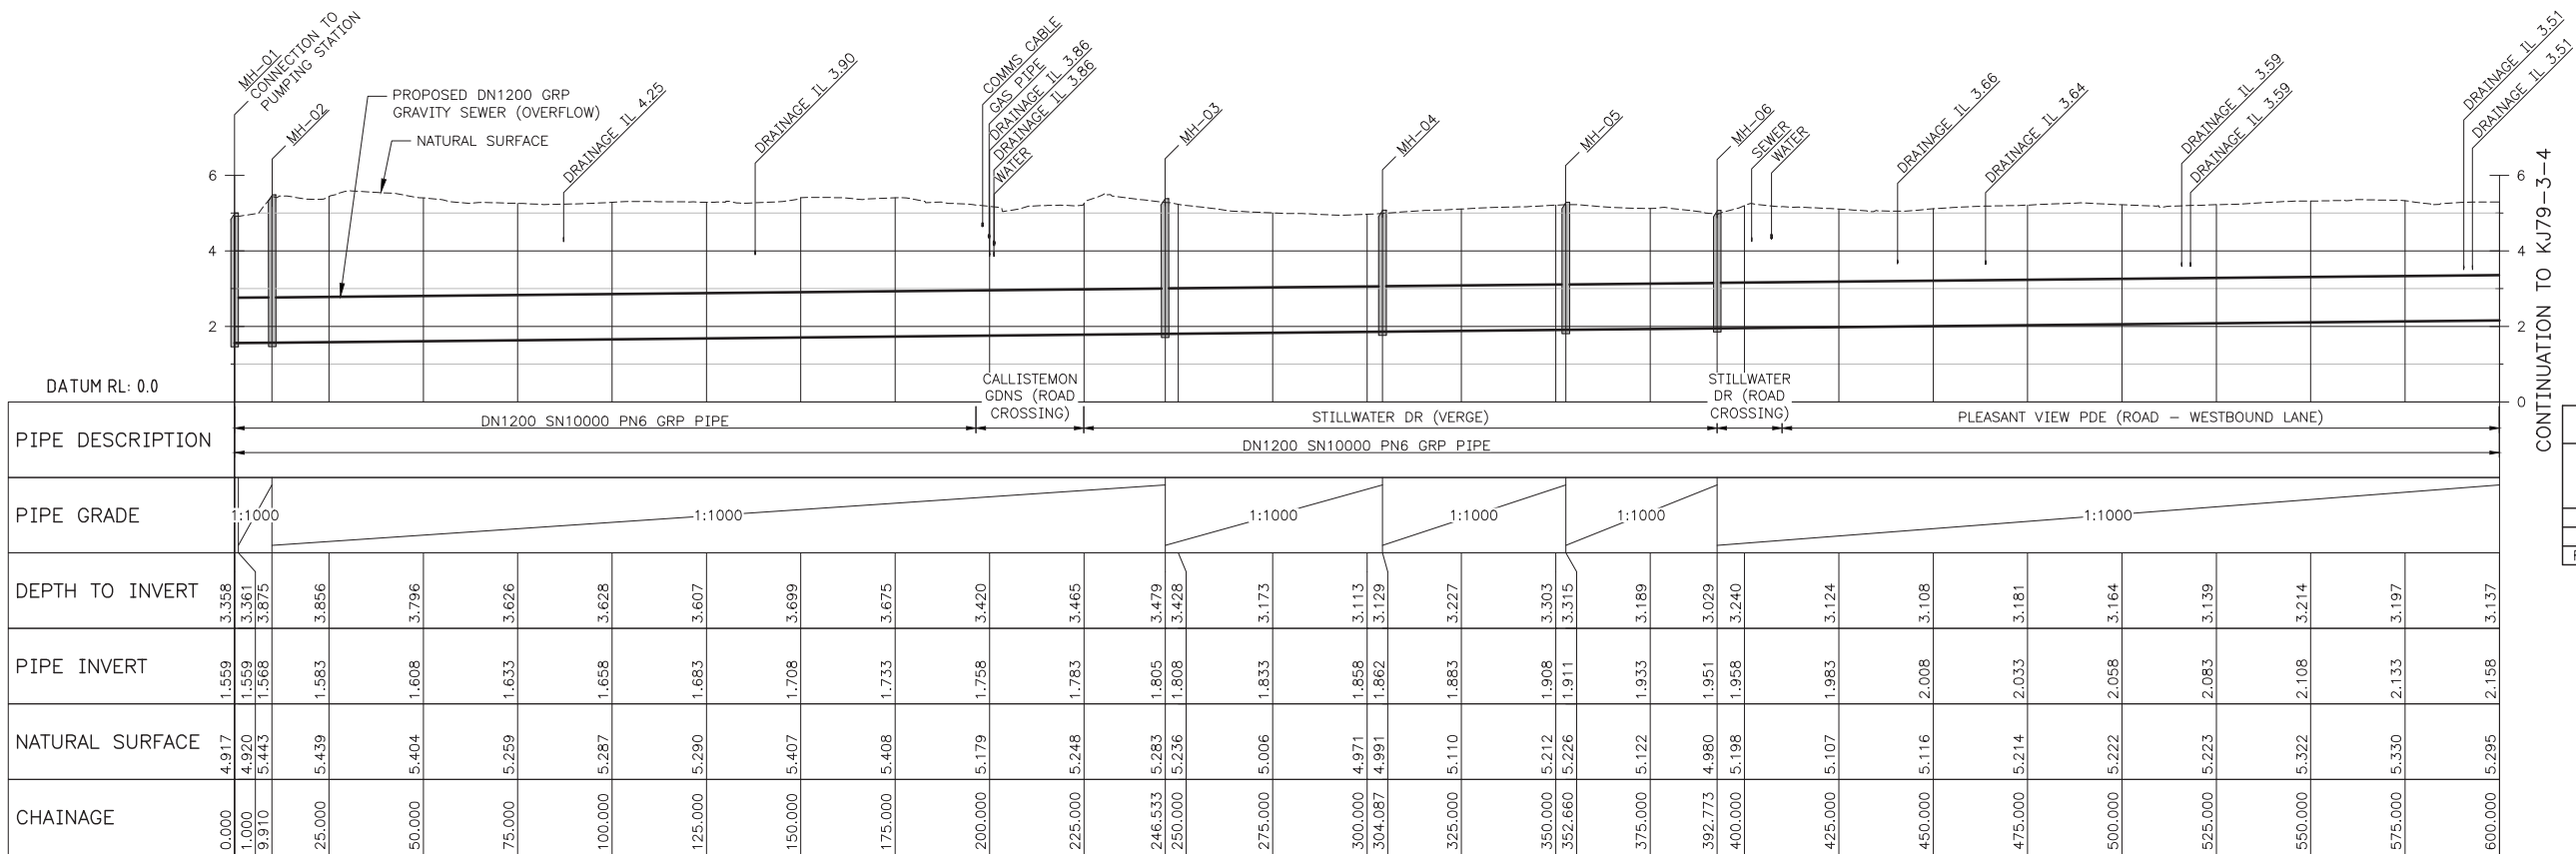 MH-01
CONNECTION TO
PUMPING STATION
MH-02
PROPOSED DN1200 GRP
GRAVITY SEWER (OVERFLOW)
NATURAL SURFACE
DRAINAGE IL 4.25
DRAINAGE IL 3.90
COMMS CABLE
GAS PIPE
DRAINAGE IL 3.86
DRAINAGE IL 3.86
WATER
MH-03
MH-04
MH-05
MH-06
SEWER
WATER
DRAINAGE IL 3.66
DRAINAGE IL 3.64
DRAINAGE IL 3.59
DRAINAGE IL 3.59
DRAINAGE IL 3.51
DRAINAGE IL 3.51
6
4
2
6
4
2
0
CONTINUATION TO KJ79-3-4
DATUM RL: 0.0
CALLISTEMON
GDNS (ROAD
CROSSING)
STILLWATER
DR (ROAD
CROSSING)
PIPE DESCRIPTION
DN1200 SN10000 PN6 GRP PIPE
STILLWATER DR (VERGE)
PLEASANT VIEW PDE (ROAD - WESTBOUND LANE)
DN1200 SN10000 PN6 GRP PIPE
PIPE GRADE
1:1000
1:1000
1:1000
1:1000
1:1000
1:1000
DEPTH TO INVERT
3.358 3.361 3.875 3.856 3.796 3.626 3.628 3.607 3.699 3.675 3.420 3.465 3.479 3.428 3.173 3.113 3.129 3.227 3.303 3.315 3.189 3.029 3.240 3.124 3.108 3.181 3.164 3.139 3.214 3.197 3.137
PIPE INVERT
1.559 1.559 1.568 1.583 1.608 1.633 1.658 1.683 1.708 1.733 1.758 1.783 1.805 1.808 1.833 1.858 1.862 1.883 1.908 1.911 1.933 1.951 1.958 1.983 2.008 2.033 2.058 2.083 2.108 2.133 2.158
NATURAL SURFACE
4.917 4.920 5.443 5.439 5.404 5.259 5.287 5.290 5.407 5.408 5.179 5.248 5.283 5.236 5.006 4.971 4.991 5.110 5.212 5.226 5.122 4.980 5.198 5.107 5.116 5.214 5.222 5.223 5.322 5.330 5.295
CHAINAGE
0.000 1.000 9.910 25.000 50.000 75.000 100.000 125.000 150.000 175.000 200.000 225.000 246.533 250.000 275.000 300.000 304.087 325.000 350.000 352.660 375.000 392.773 400.000 425.000 450.000 475.000 500.000 525.000 550.000 575.000 600.000